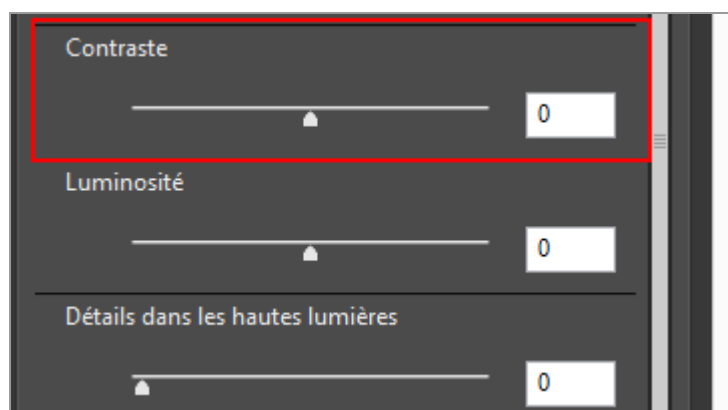 Contraste
0
Luminosité
0
Détails dans les hautes lumières
0